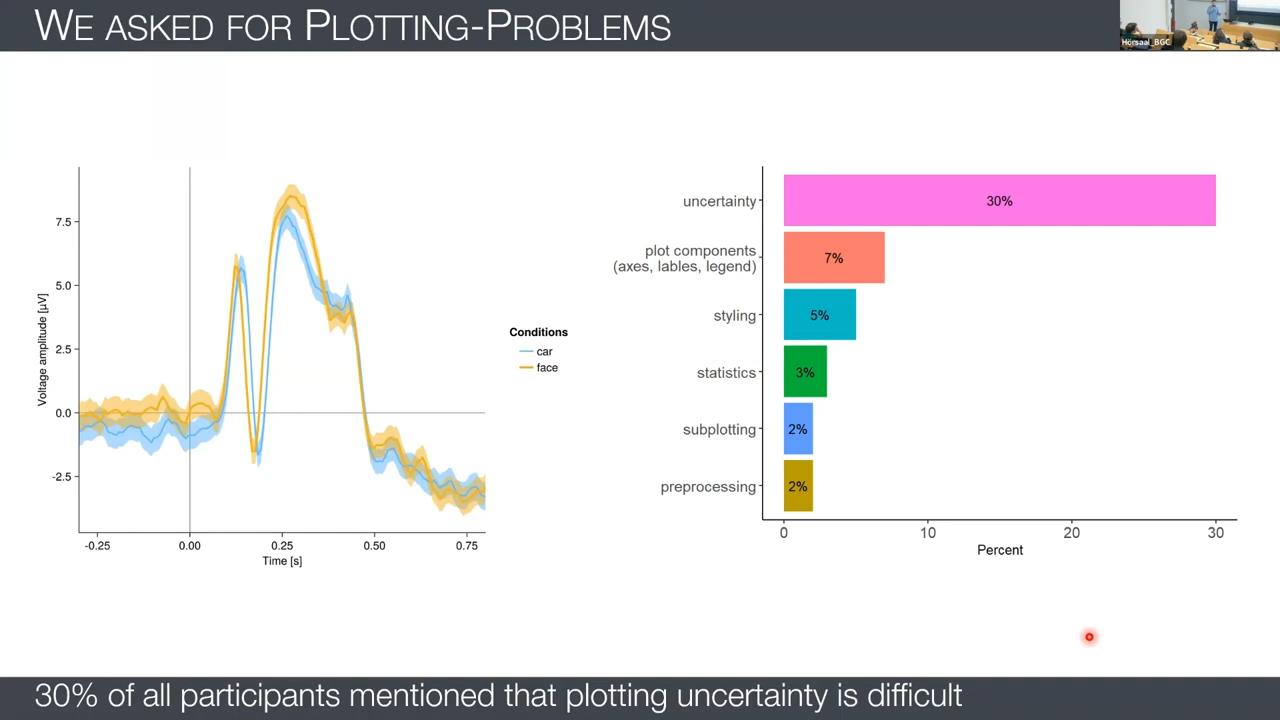 WE ASKED FOR PLOTTING-PROBLEMS
Hörsaal_BGC
7.5
5.0
2.5
0.0
-2.5
Voltage amplitude [µV]
-0.25
0.00
0.25
0.50
0.75
Time [s]
Conditions
car
face
uncertainty
30%
plot components
(axes, lables, legend)
7%
styling
5%
statistics
3%
subplotting
2%
preprocessing
2%
0
10
20
30
Percent
30% of all participants mentioned that plotting uncertainty is difficult